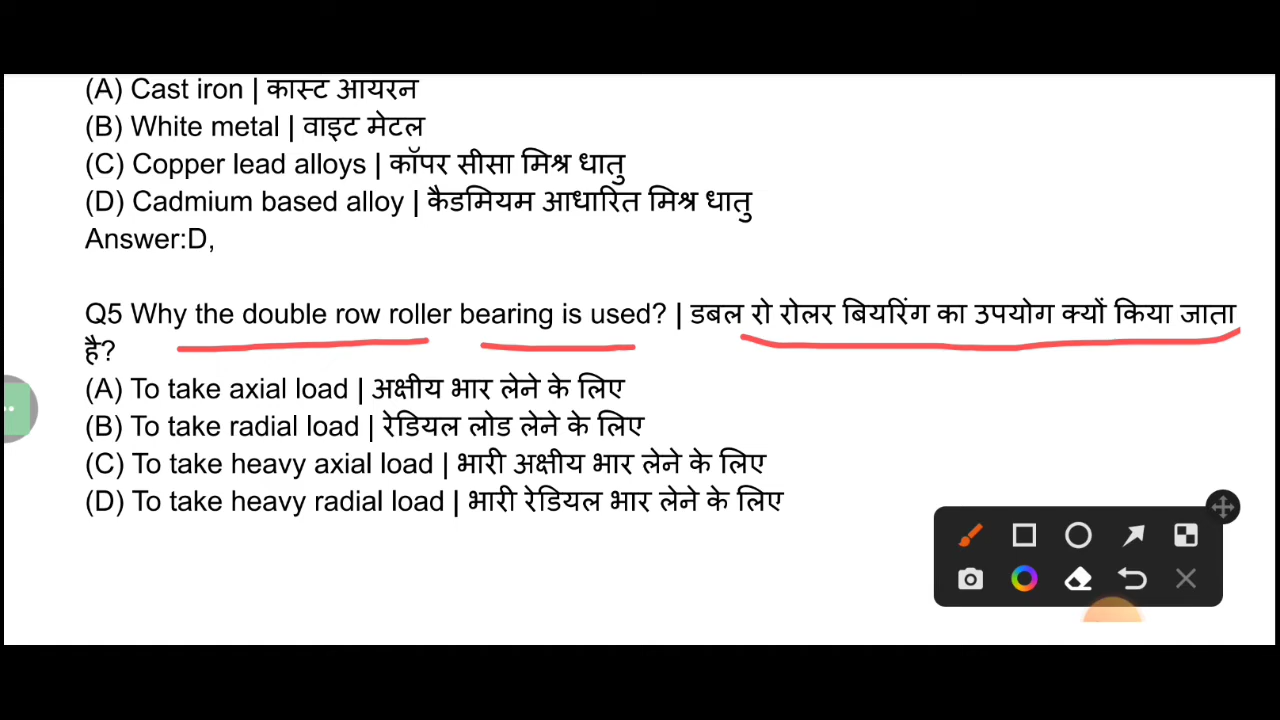 (A) Cast iron | कास्ट आयरन
(B) White metal | वाइट मेटल
(C) Copper lead alloys | कॉपर सीसा मिश्र धातु
(D) Cadmium based alloy | कैडमियम आधारित मिश्र धातु
Answer:D,
Q5 Why the double row roller bearing is used? | डबल रो रोलर बियरिंग का उपयोग क्यों किया जाता
है?
(A) To take axial load | अक्षीय भार लेने के लिए
(B) To take radial load | रेडियल लोड लेने के लिए
(C) To take heavy axial load | भारी अक्षीय भार लेने के लिए
(D) To take heavy radial load | भारी रेडियल भार लेने के लिए